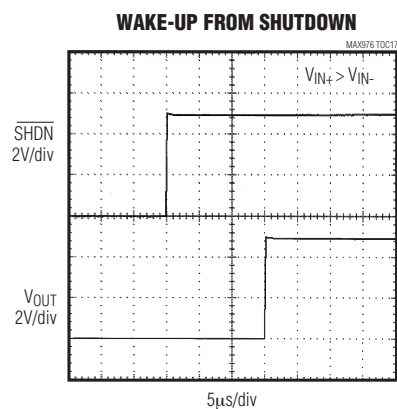 WAKE-UP FROM SHUTDOWN
MAX976 TOC17
VIN+ > VIN-
SHDN
2V/div
VOUT
2V/div
5µs/div